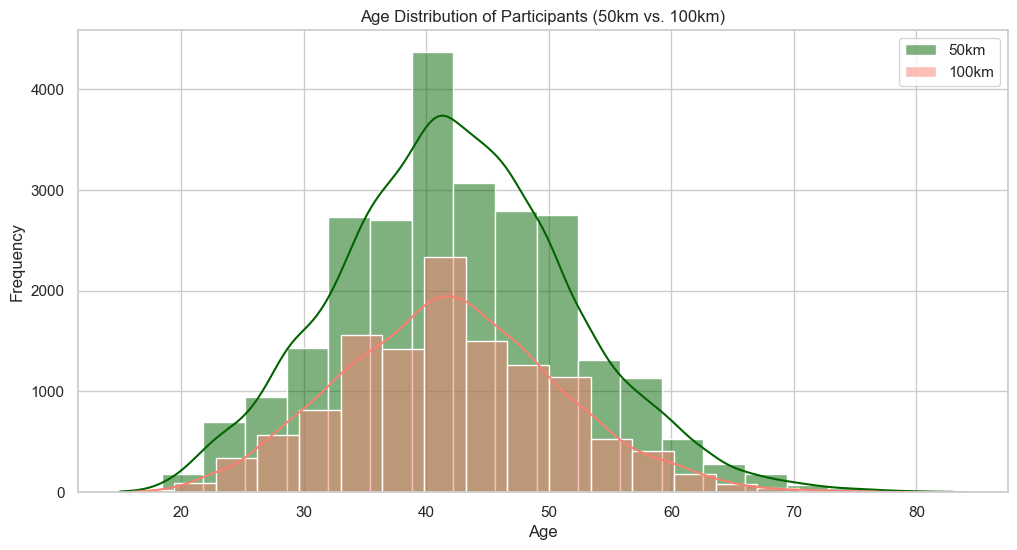 Age Distribution of Participants (50km vs. 100km)
50km
100km
4000
3000
2000
1000
0
Frequency
20 30 40 50 60 70 80
Age